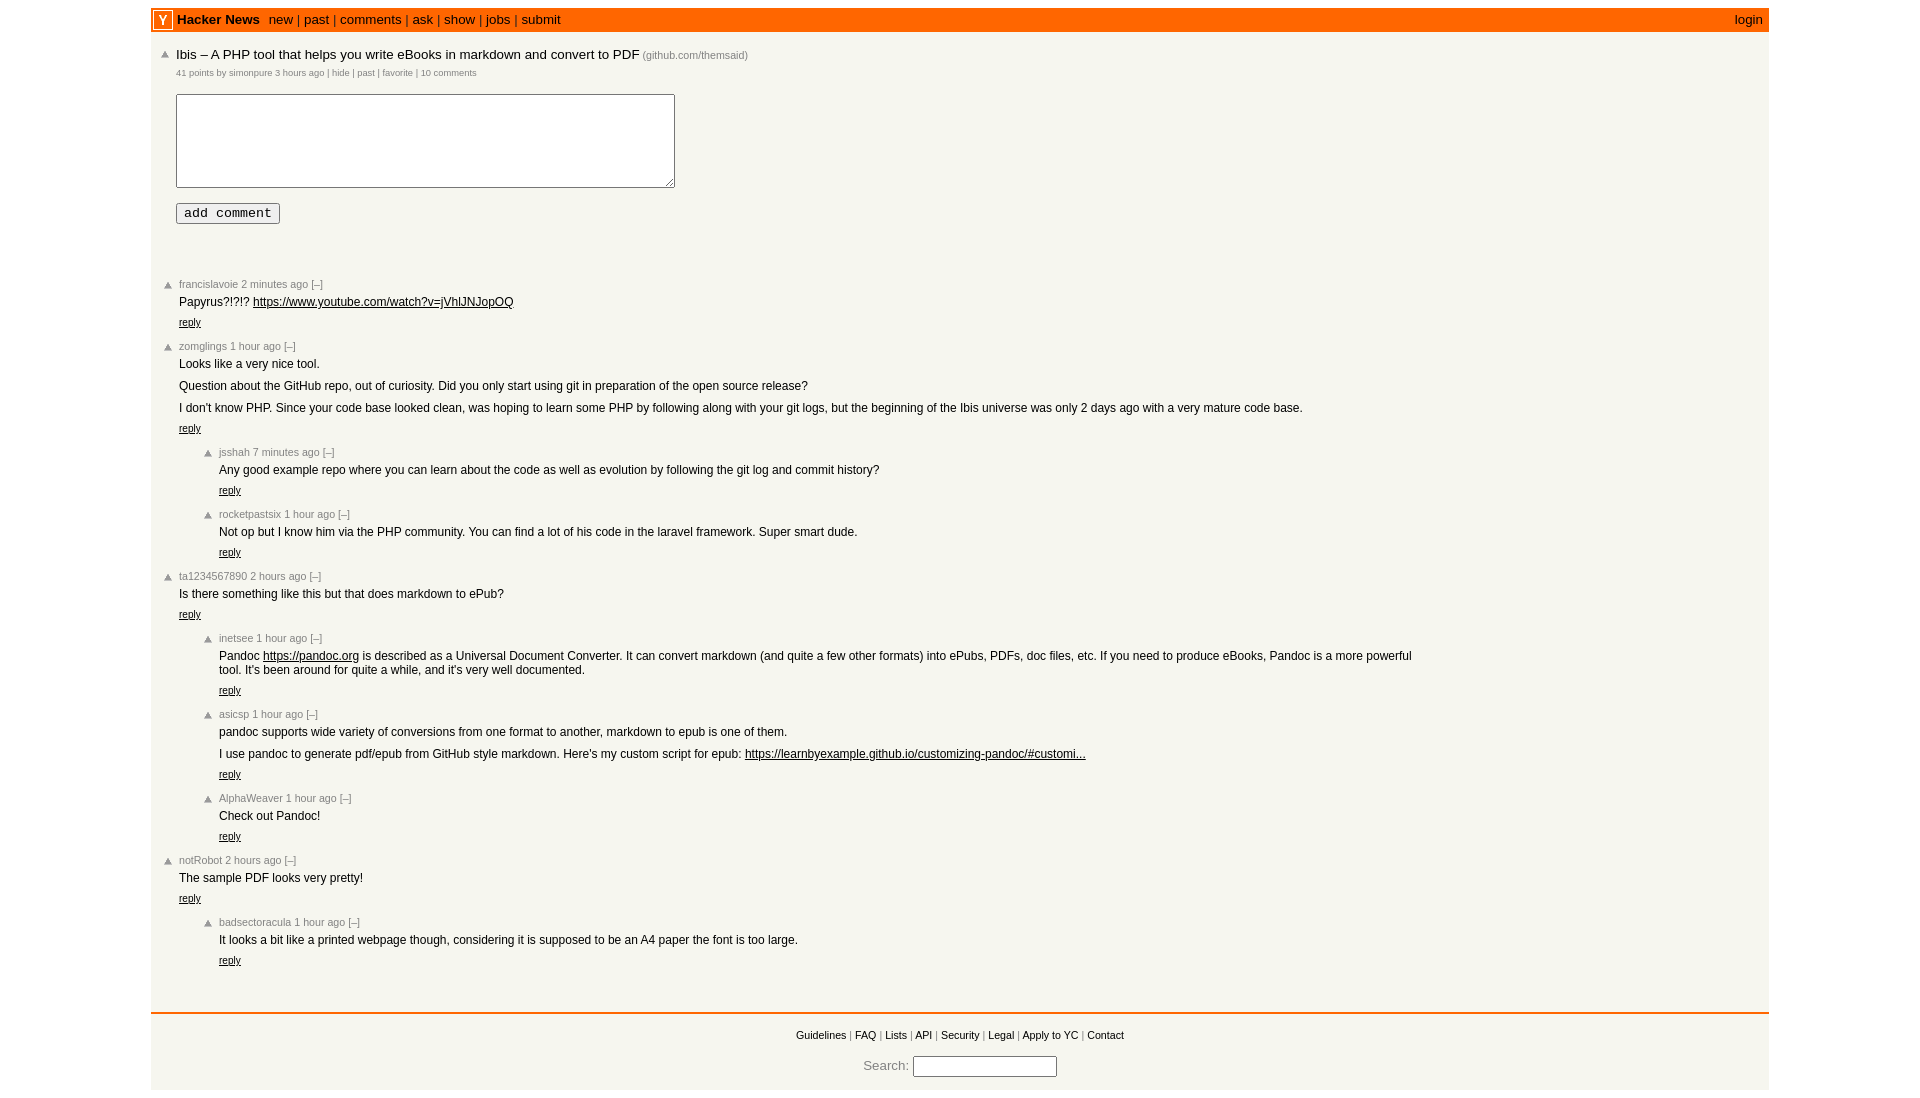 Y Hacker News new | past | comments | ask | show | jobs | submit login
Ibis – A PHP tool that helps you write eBooks in markdown and convert to PDF (github.com/themsaid)
41 points by simonpure 3 hours ago | hide | past | favorite | 10 comments
add comment
francislavoie 2 minutes ago [–]
Papyrus?!?!? https://www.youtube.com/watch?v=jVhlJNJopOQ
reply
zomglings 1 hour ago [–]
Looks like a very nice tool.
Question about the GitHub repo, out of curiosity. Did you only start using git in preparation of the open source release?
I don't know PHP. Since your code base looked clean, was hoping to learn some PHP by following along with your git logs, but the beginning of the Ibis universe was only 2 days ago with a very mature code base.
reply
jsshah 7 minutes ago [–]
Any good example repo where you can learn about the code as well as evolution by following the git log and commit history?
reply
rocketpastsix 1 hour ago [–]
Not op but I know him via the PHP community. You can find a lot of his code in the laravel framework. Super smart dude.
reply
ta1234567890 2 hours ago [–]
Is there something like this but that does markdown to ePub?
reply
inetsee 1 hour ago [–]
Pandoc https://pandoc.org is described as a Universal Document Converter. It can convert markdown (and quite a few other formats) into ePubs, PDFs, doc files, etc. If you need to produce eBooks, Pandoc is a more powerful
tool. It's been around for quite a while, and it's very well documented.
reply
asicsp 1 hour ago [–]
pandoc supports wide variety of conversions from one format to another, markdown to epub is one of them.
I use pandoc to generate pdf/epub from GitHub style markdown. Here's my custom script for epub: https://learnbyexample.github.io/customizing-pandoc/#customi...
reply
AlphaWeaver 1 hour ago [–]
Check out Pandoc!
reply
notRobot 2 hours ago [–]
The sample PDF looks very pretty!
reply
badsectoracula 1 hour ago [–]
It looks a bit like a printed webpage though, considering it is supposed to be an A4 paper the font is too large.
reply
Guidelines | FAQ | Lists | API | Security | Legal | Apply to YC | Contact
Search: